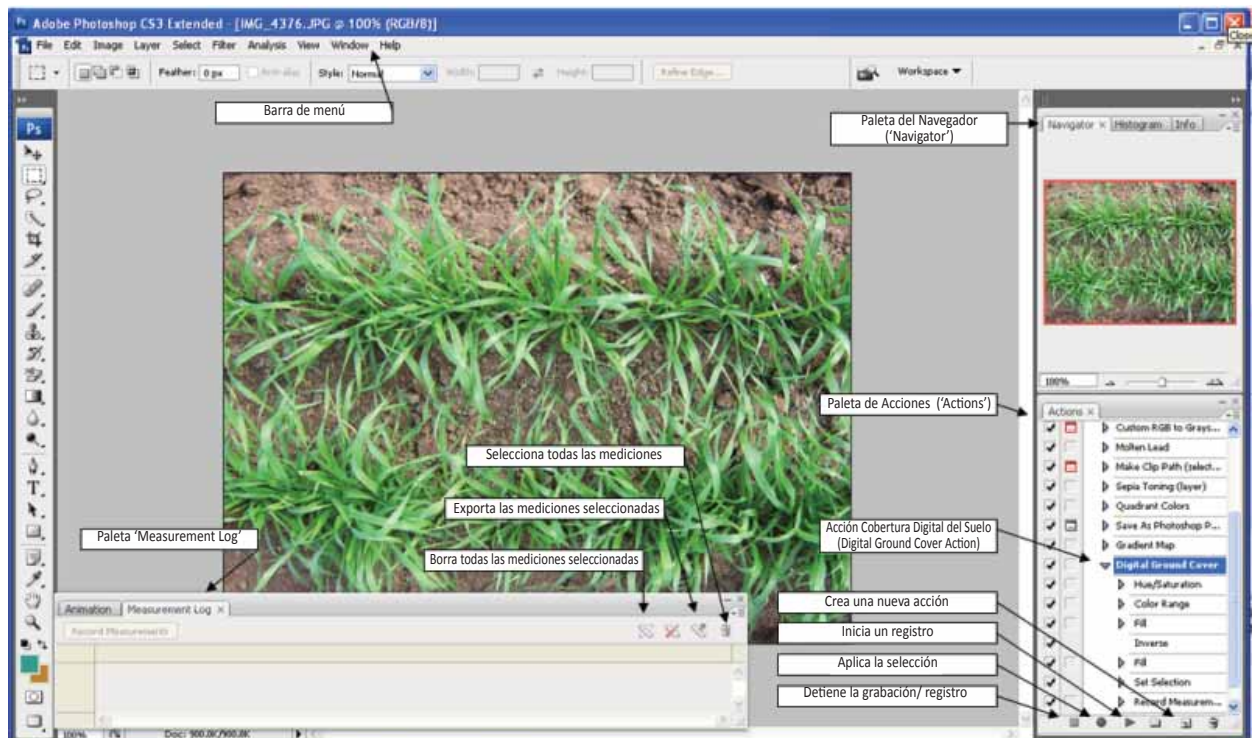 Adobe Photoshop CS3 Extended - [IMG_4376.JPG @ 100% (RGB/8)]
Close
File Edit Image Layer Select Filter Analysis View Window Help
Feather: 0 px Anti-alias Style: Normal Width: Height: Refine Edge... Workspace
Barra de menú
Paleta del Navegador
('Navigator')
Navigator × Histogram Info
Ps
100%
Paleta de Acciones ('Actions')
Actions ×
Custom RGB to Grays...
Molten Lead
Make Clip Path (select...
Sepia Toning (layer)
Quadrant Colors
Save As Photoshop P...
Gradient Map
Digital Ground Cover
Hue/Saturation
Color Range
Fill
Inverse
Fill
Set Selection
Record Measurem...
Selecciona todas las mediciones
Exporta las mediciones seleccionadas
Borra todas las mediciones seleccionadas
Paleta 'Measurement Log'
Acción Cobertura Digital del Suelo
(Digital Ground Cover Action)
Crea una nueva acción
Inicia un registro
Aplica la selección
Detiene la grabación/ registro
Animation Measurement Log ×
Record Measurements
100% Doc: 900.0K/900.0K